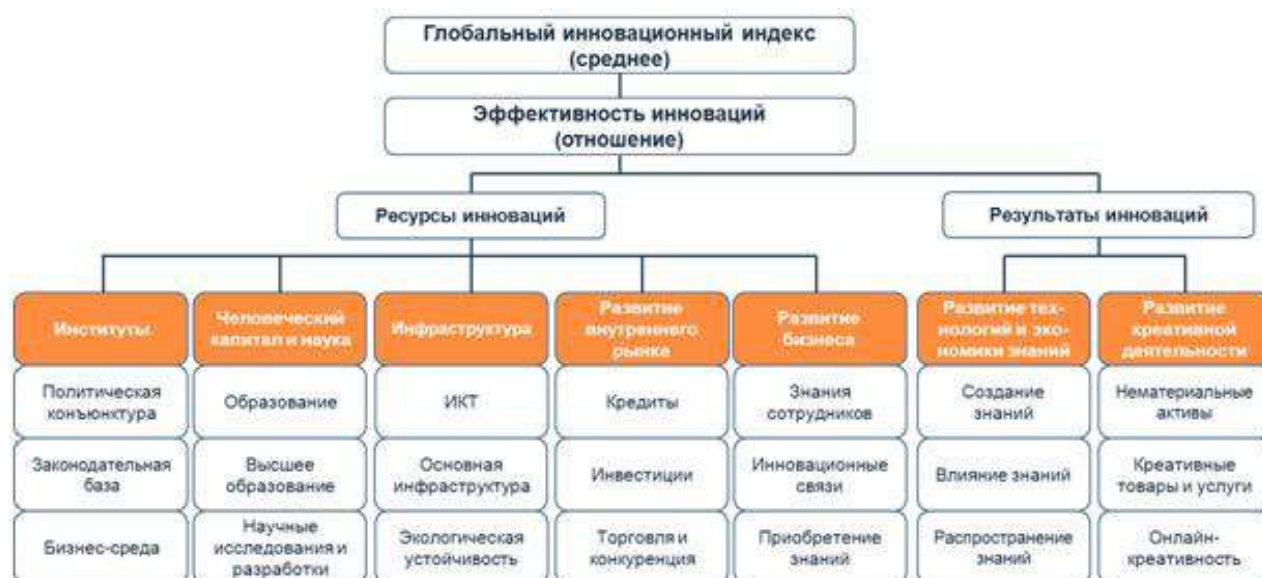 Глобальный инновационный индекс
(среднее)
Эффективность инноваций
(отношение)
Ресурсы инноваций
Результаты инноваций
Институты
Человеческий
капитал и наука
Инфраструктура
Развитие
внутреннего
рынка
Развитие
бизнеса
Развитие тех-
нологий и эко-
номики знаний
Развитие
креативной
деятельности
Политическая
конъюнктура
Образование
ИКТ
Кредиты
Знания
сотрудников
Создание
знаний
Нематериальные
активы
Законодательная
база
Высшее
образование
Основная
инфраструктура
Инвестиции
Инновационные
связи
Влияние знаний
Креативные
товары и услуги
Бизнес-среда
Научные
исследования и
разработки
Экологическая
устойчивость
Торговля и
конкуренция
Приобретение
знаний
Распространение
знаний
Онлайн-
креативность